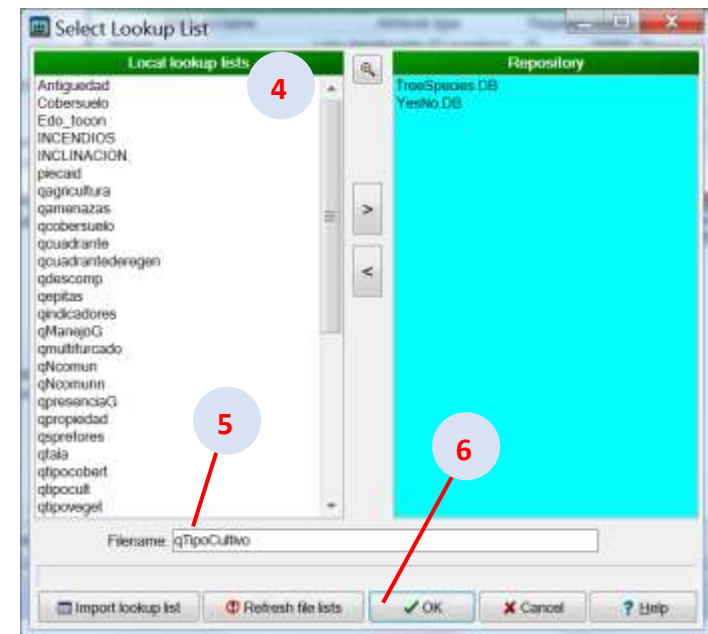 Select Lookup List
Local lookup lists
4
Repository
Antiguedad
Cobersuelo
Edo_tocon
INCENDIOS
INCLINACION
piecaid
qagricultura
qamenazas
qcobersuelo
qcuadrante
qcuadrantederegen
qdescomp
qepitas
qindicadores
qManejoG
qmultifurcado
qNcomun
qNcomunn
qpresenciaG
qpropiedad
qsprefores
qtala
qtipocobert
qtipocult
qtipoveget
TreeSpecies.DB
YesNo.DB
>
<
5
6
Filename: qTipoCultivo
Import lookup list Refresh file lists OK Cancel ? Help